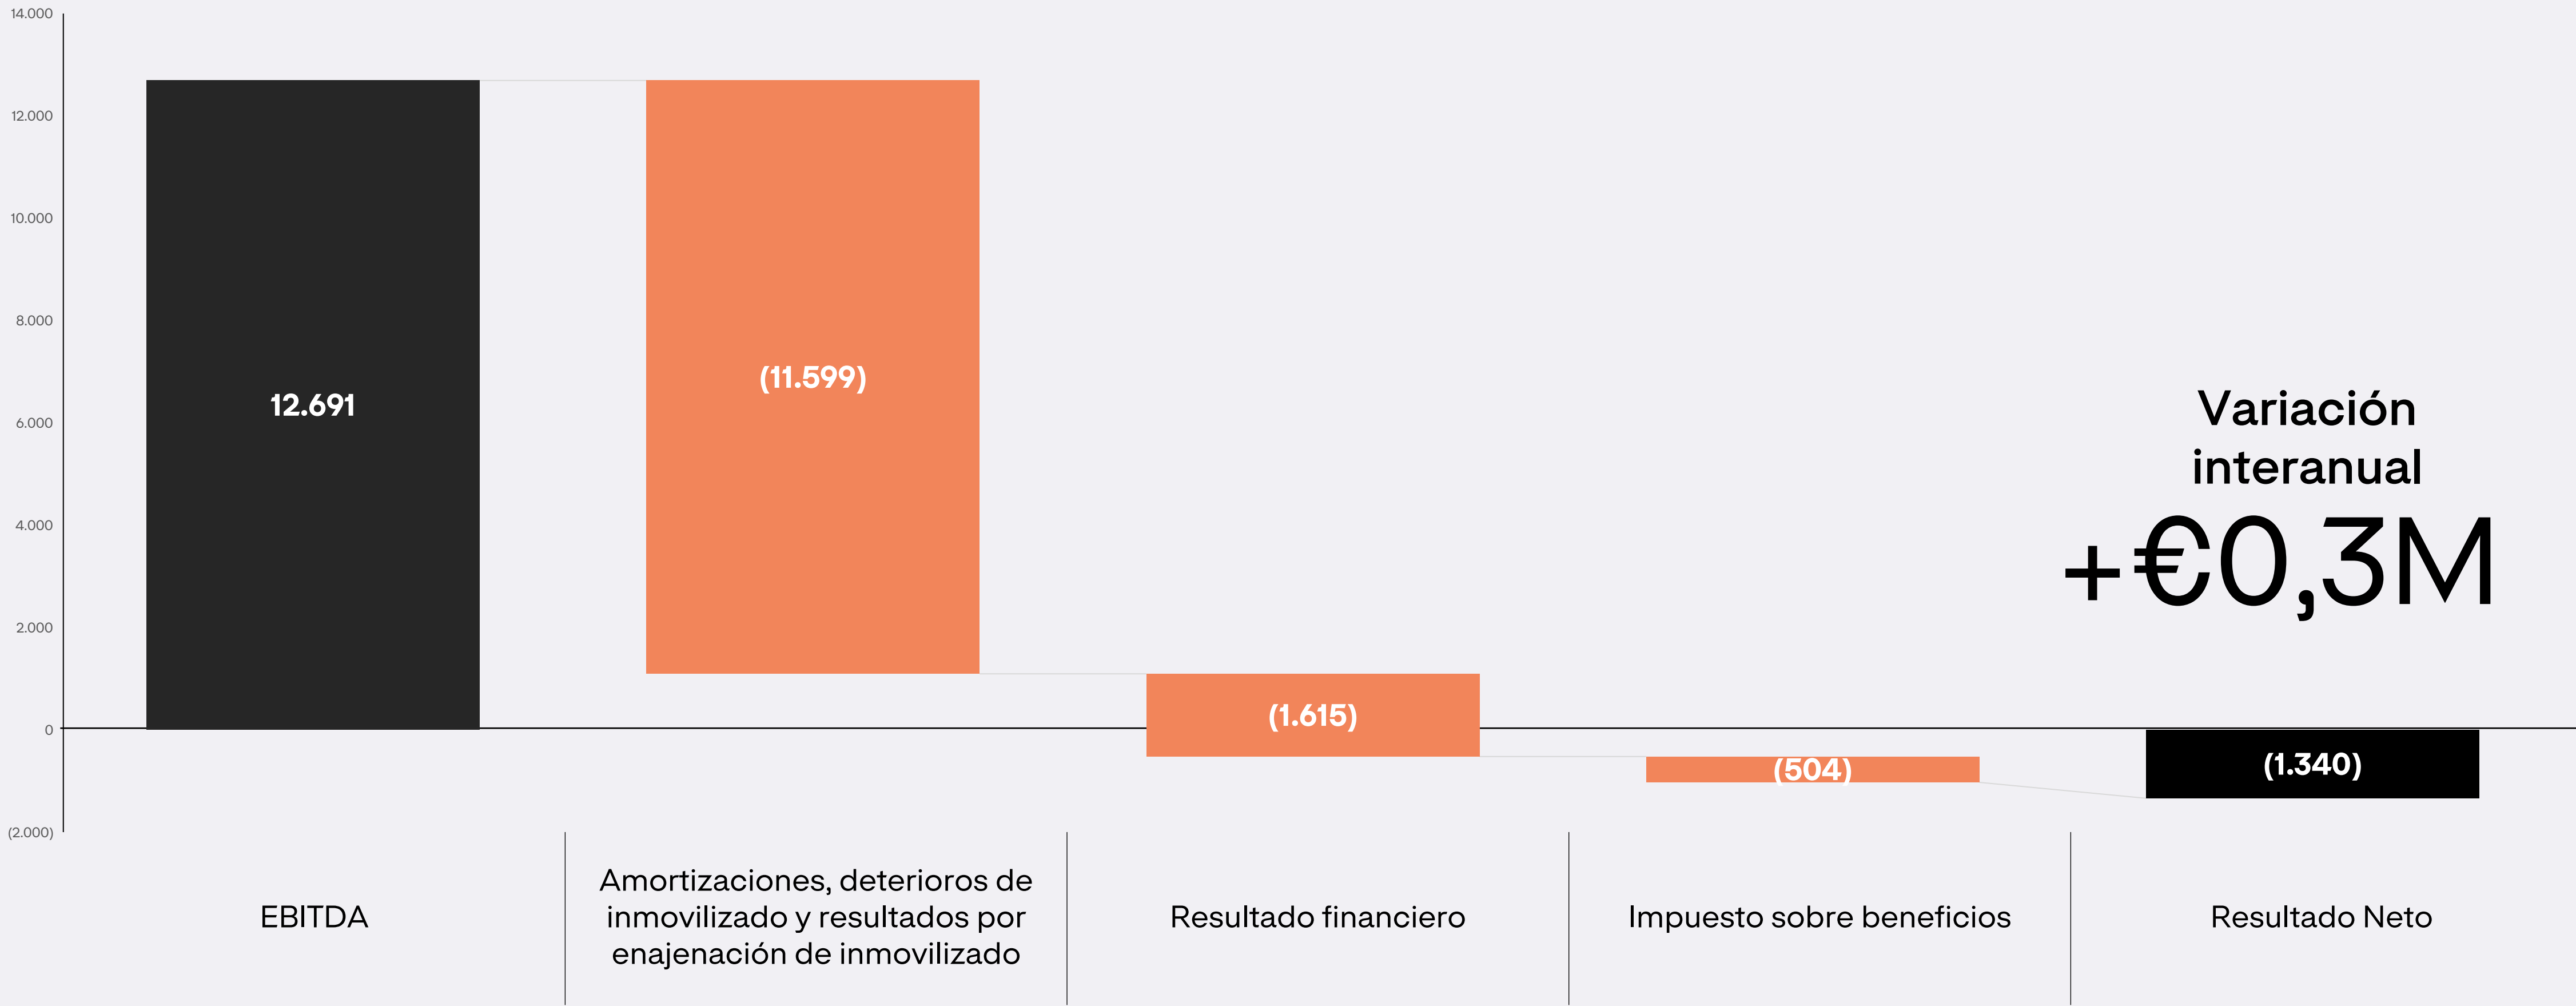 14.000
12.000
10.000
8.000
6.000
4.000
2.000
0
(2.000)
12.691
(11.599)
(1.615)
(504)
(1.340)
Variación
interanual
+€0,3M
EBITDA
Amortizaciones, deterioros de
inmovilizado y resultados por
enajenación de inmovilizado
Resultado financiero
Impuesto sobre beneficios
Resultado Neto